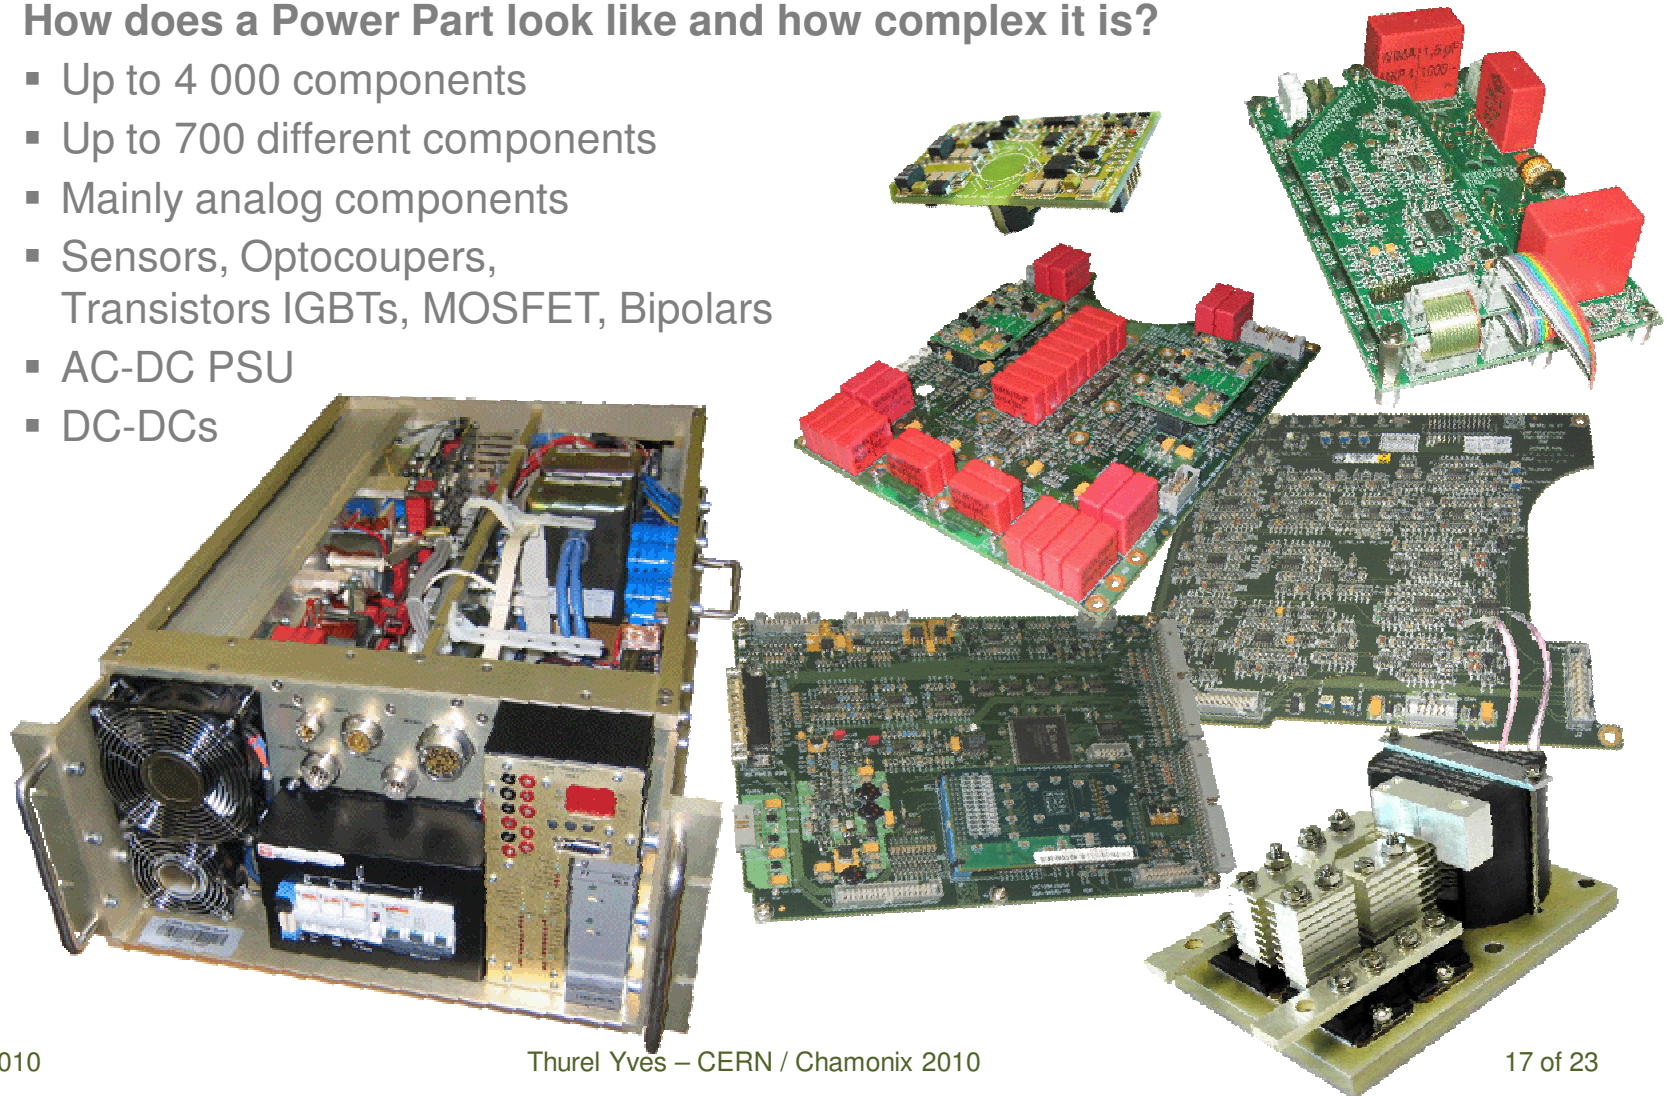 How does a Power Part look like and how complex it is?
▪ Up to 4 000 components
▪ Up to 700 different components
▪ Mainly analog components
▪ Sensors, Optocoupers,
Transistors IGBTs, MOSFET, Bipolars
▪ AC-DC PSU
▪ DC-DCs
010
Thurel Yves – CERN / Chamonix 2010
17 of 23